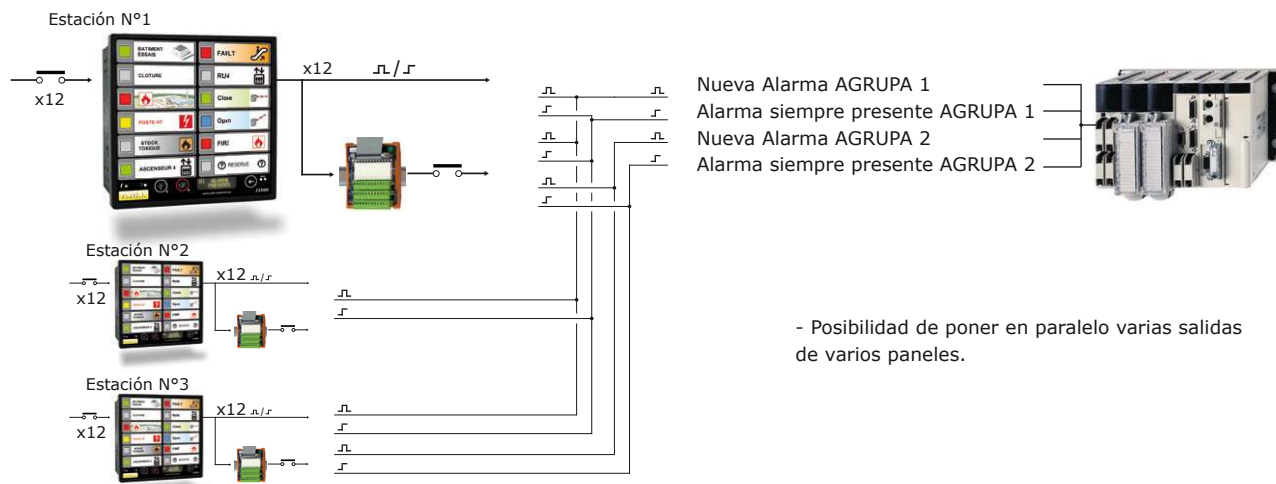 Estación N°1
BATIMENT
ESSAIS
FAULT
CLOTURE
RUN
Close
POSTE HT
Open
STOCK
TOXIQUE
FIRE
ASCENSEUR 4
RESERVE
x12
x12
Nueva Alarma AGRUPA 1
Alarma siempre presente AGRUPA 1
Nueva Alarma AGRUPA 2
Alarma siempre presente AGRUPA 2
Estación N°2
x12
x12
- Posibilidad de poner en paralelo varias salidas
de varios paneles.
Estación N°3
x12
x12